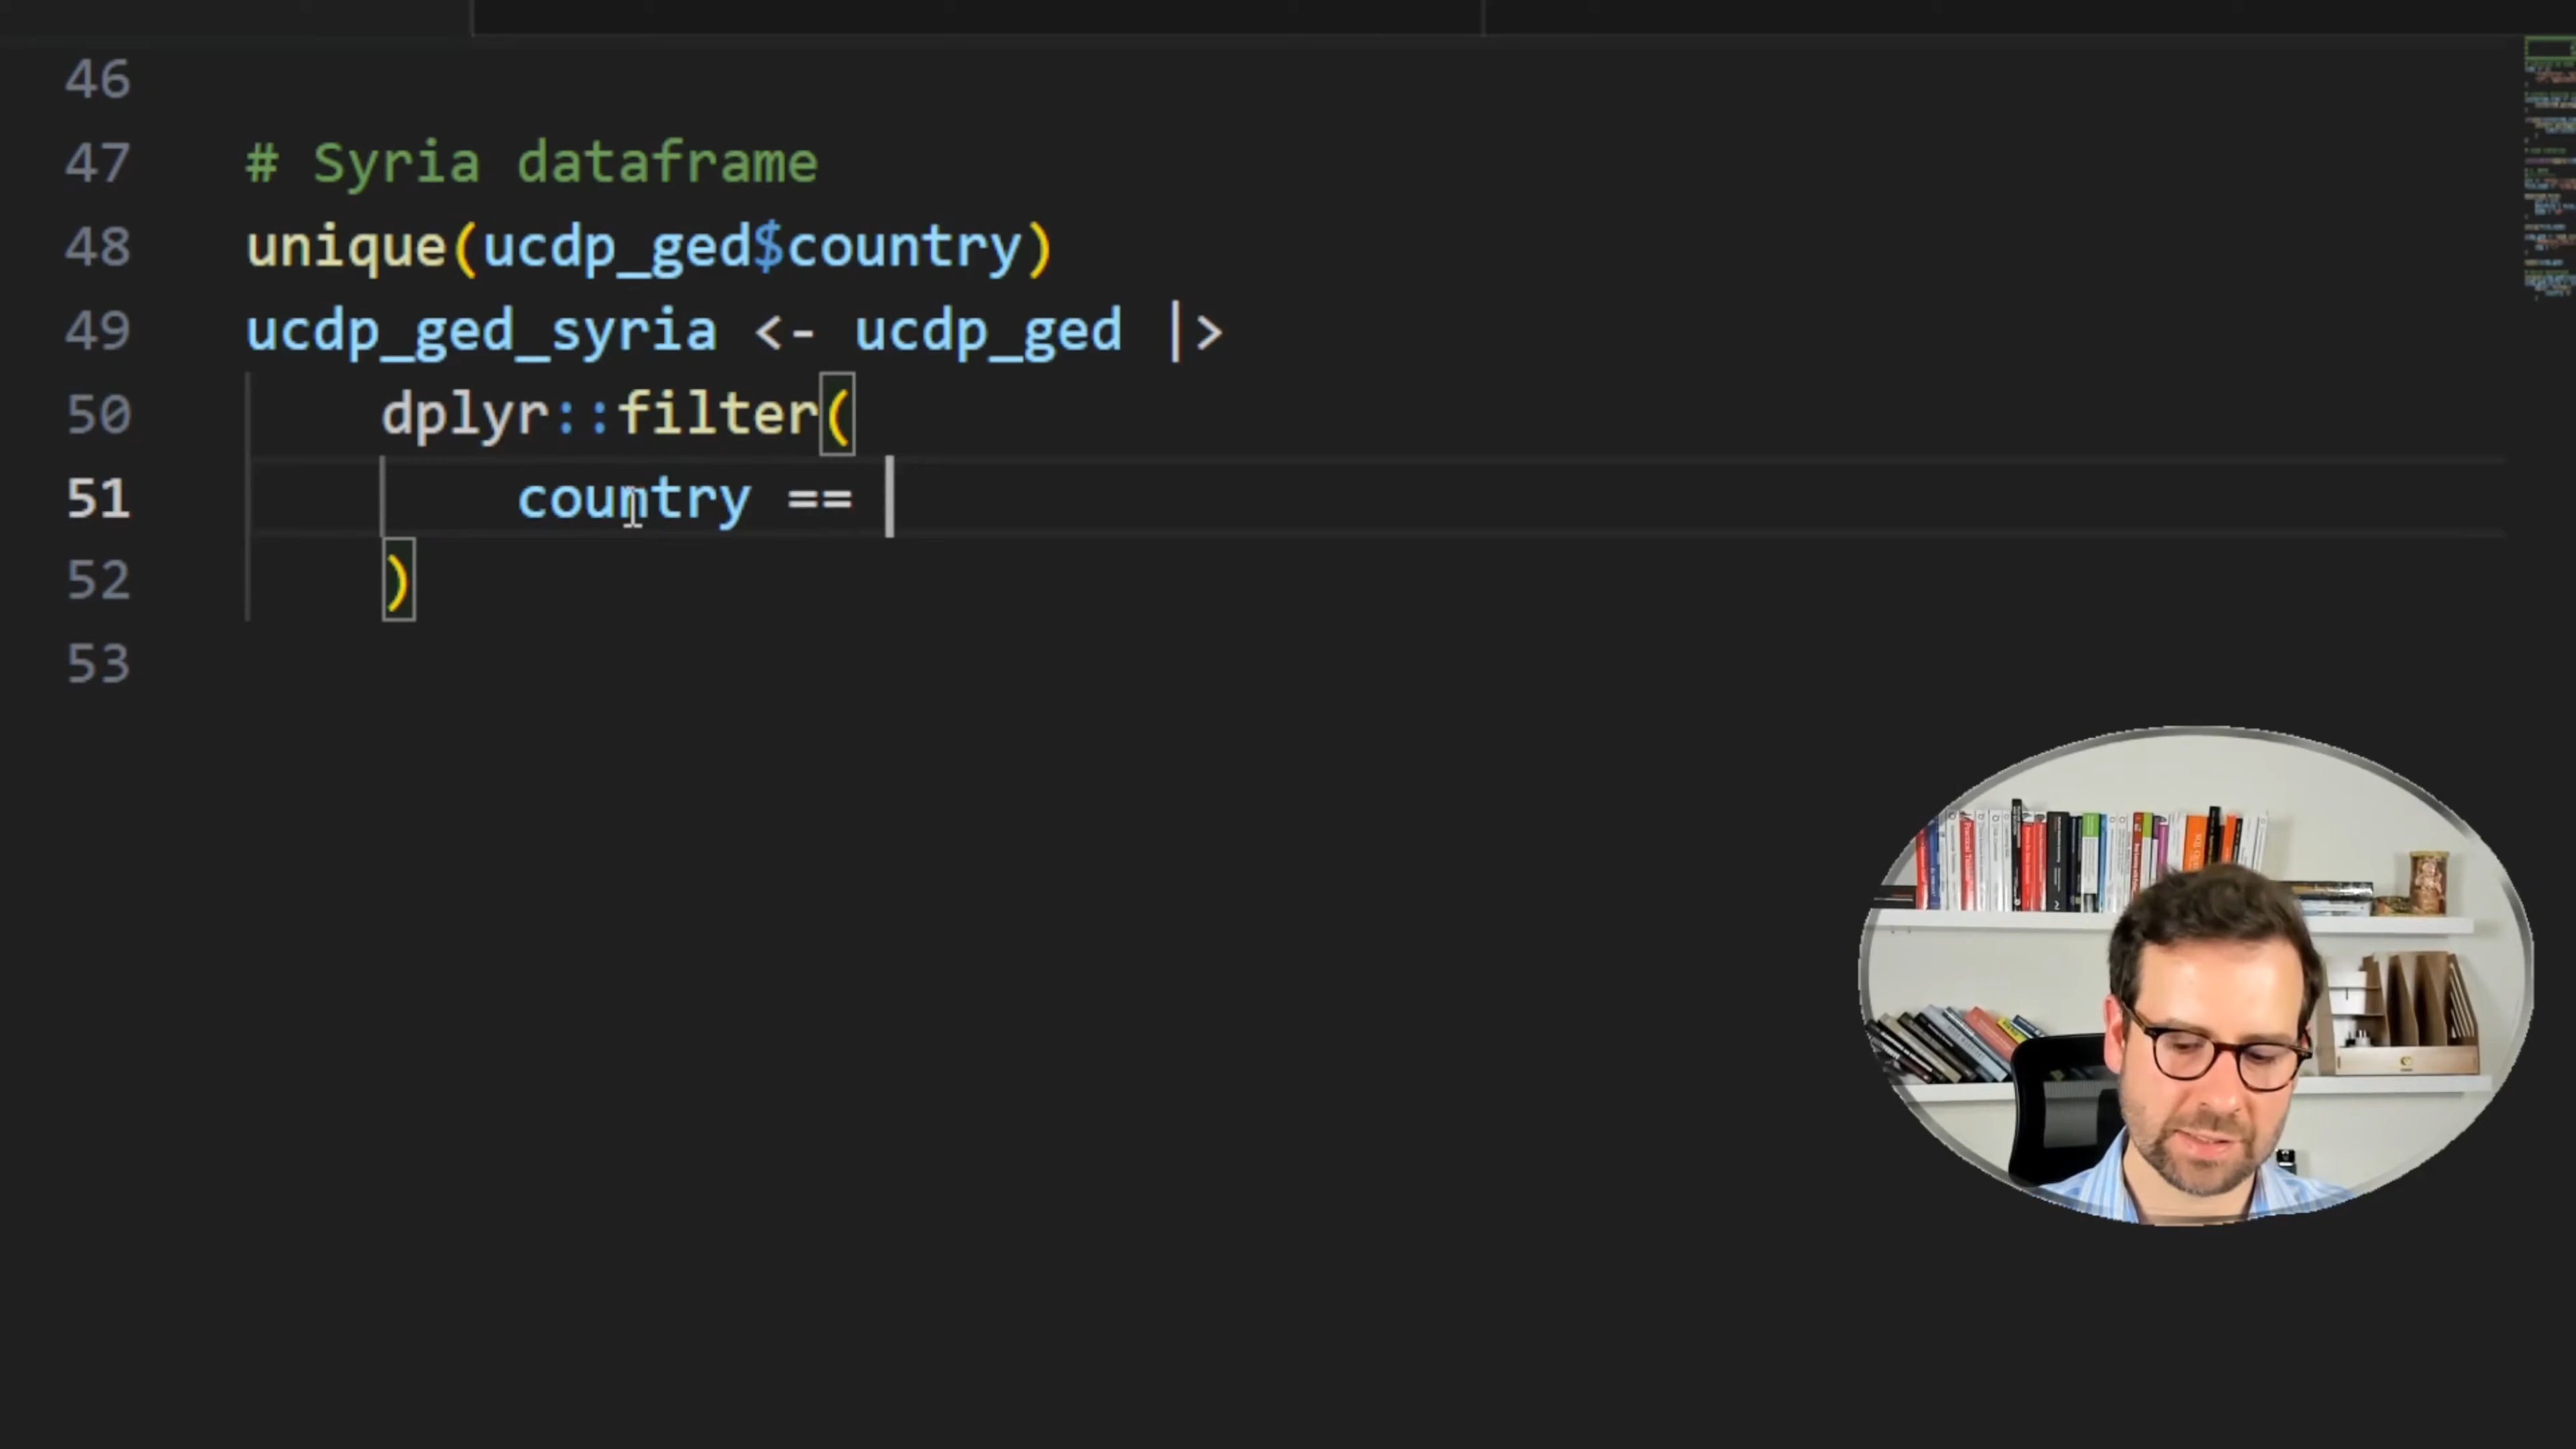 46
47 # Syria dataframe
48 unique(ucdp_ged$country)
49 ucdp_ged_syria <- ucdp_ged |>
50 dplyr::filter(
51 country ==
52 )
53